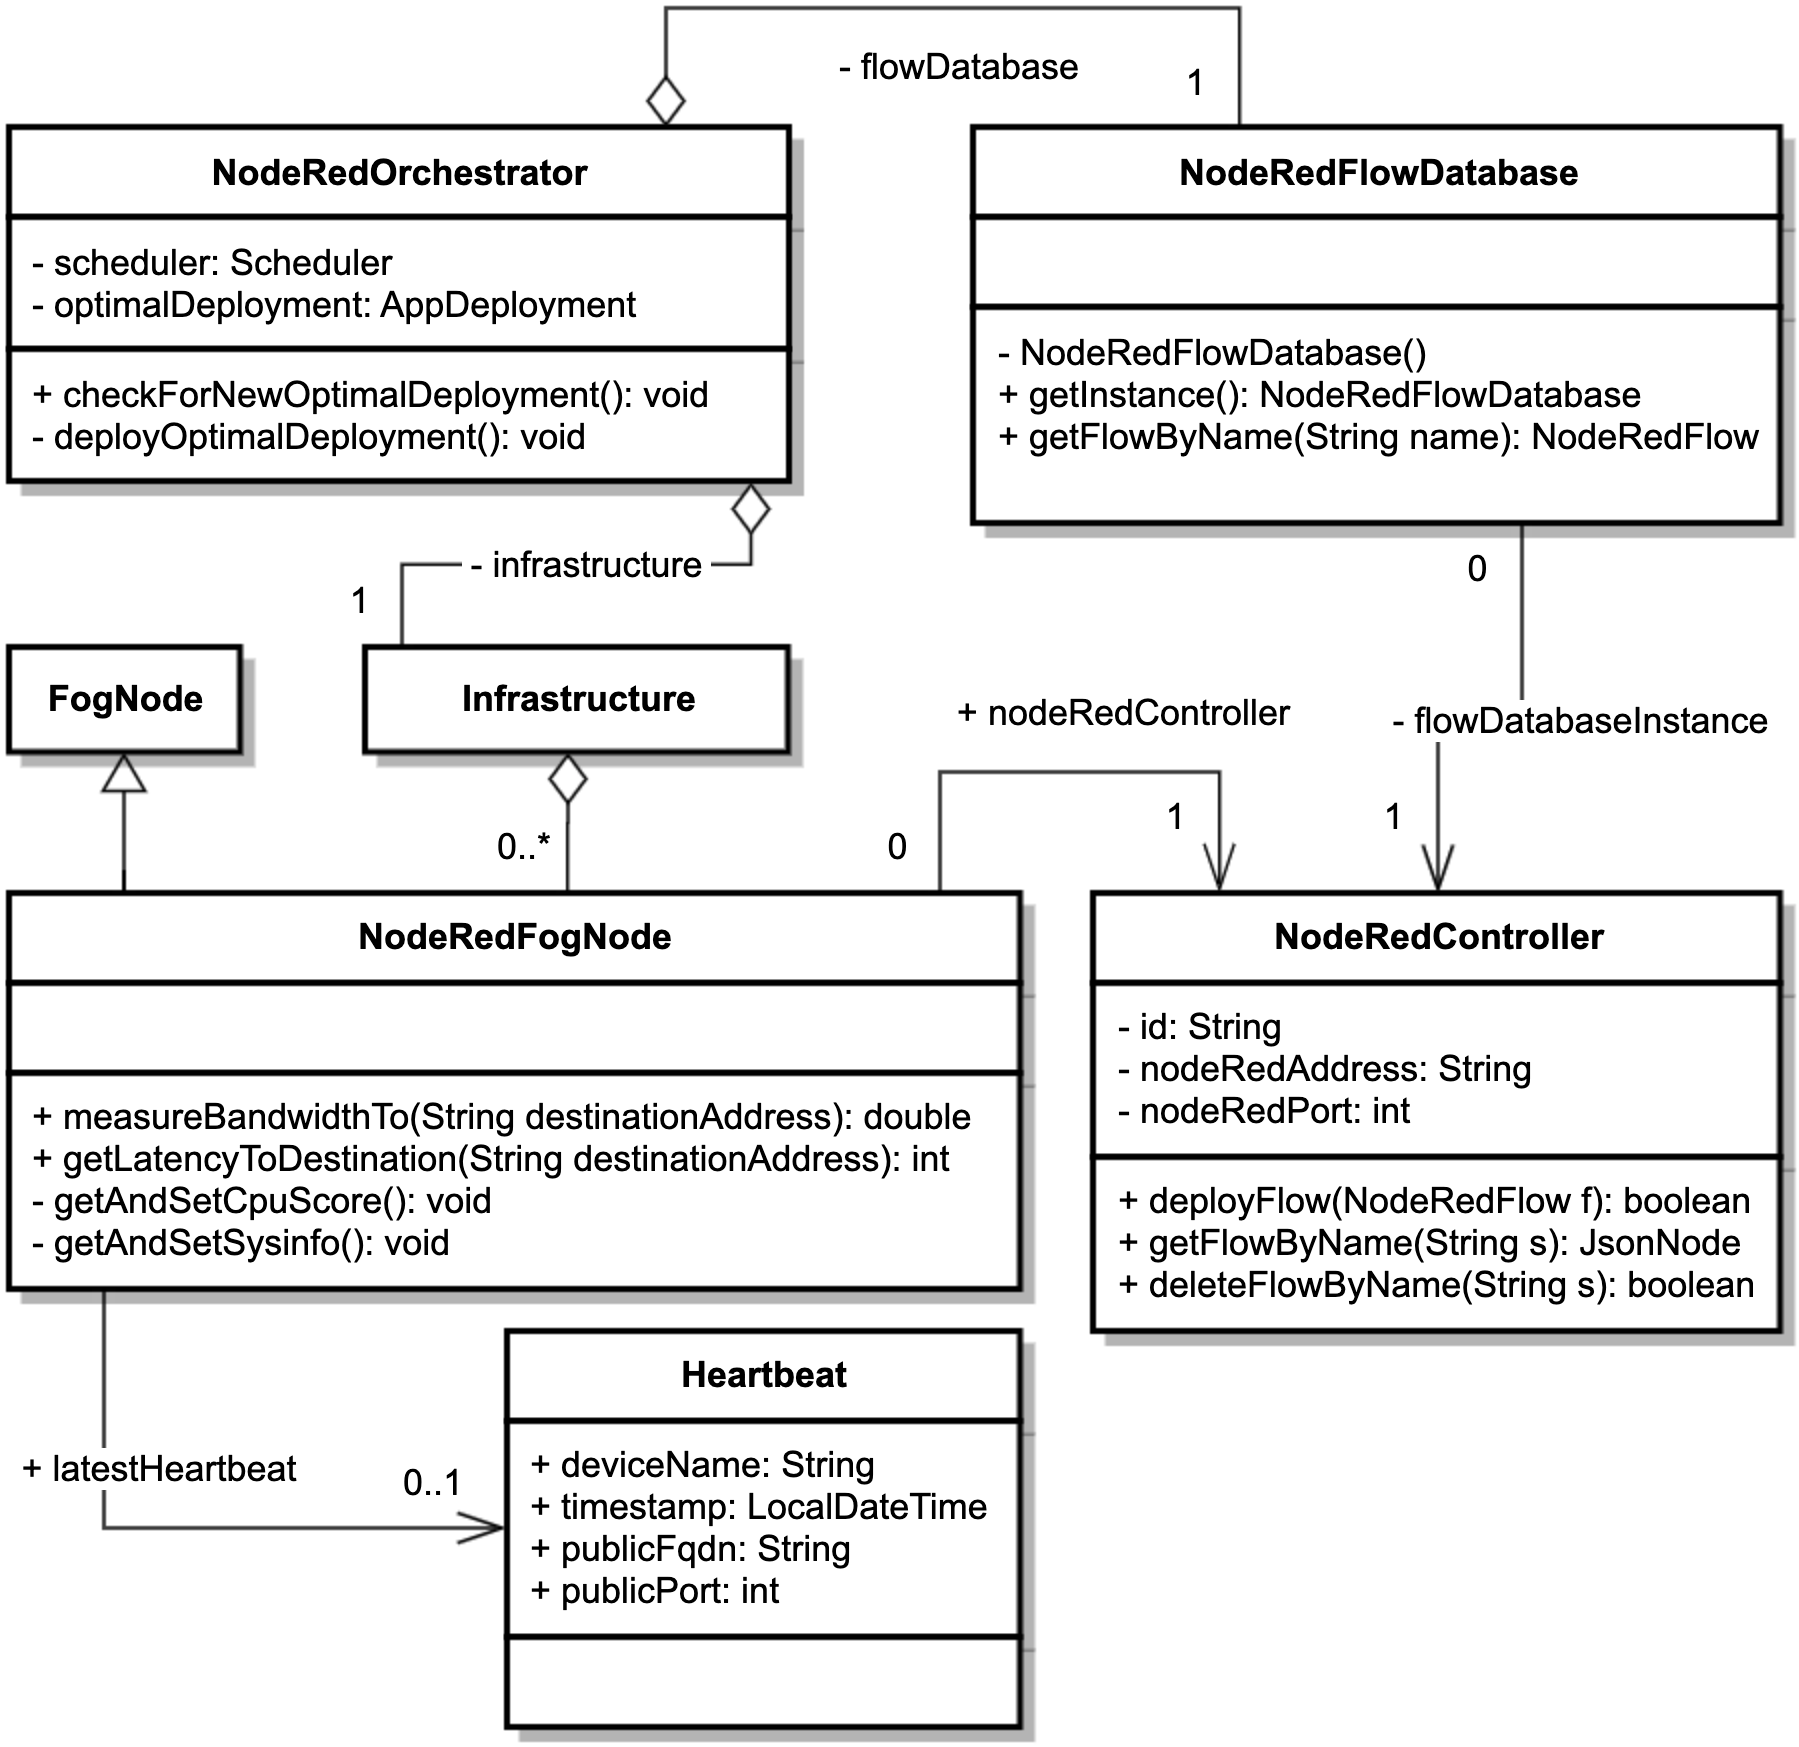 - flowDatabase
1
NodeRedOrchestrator
- scheduler: Scheduler
- optimalDeployment: AppDeployment
+ checkForNewOptimalDeployment(): void
- deployOptimalDeployment(): void
NodeRedFlowDatabase
- NodeRedFlowDatabase()
+ getInstance(): NodeRedFlowDatabase
+ getFlowByName(String name): NodeRedFlow
- infrastructure
1
0
FogNode
Infrastructure
+ nodeRedController
- flowDatabaseInstance
0..*
0
1
1
NodeRedFogNode
+ measureBandwidthTo(String destinationAddress): double
+ getLatencyToDestination(String destinationAddress): int
- getAndSetCpuScore(): void
- getAndSetSysinfo(): void
NodeRedController
- id: String
- nodeRedAddress: String
- nodeRedPort: int
+ deployFlow(NodeRedFlow f): boolean
+ getFlowByName(String s): JsonNode
+ deleteFlowByName(String s): boolean
+ latestHeartbeat
0..1
Heartbeat
+ deviceName: String
+ timestamp: LocalDateTime
+ publicFqdn: String
+ publicPort: int